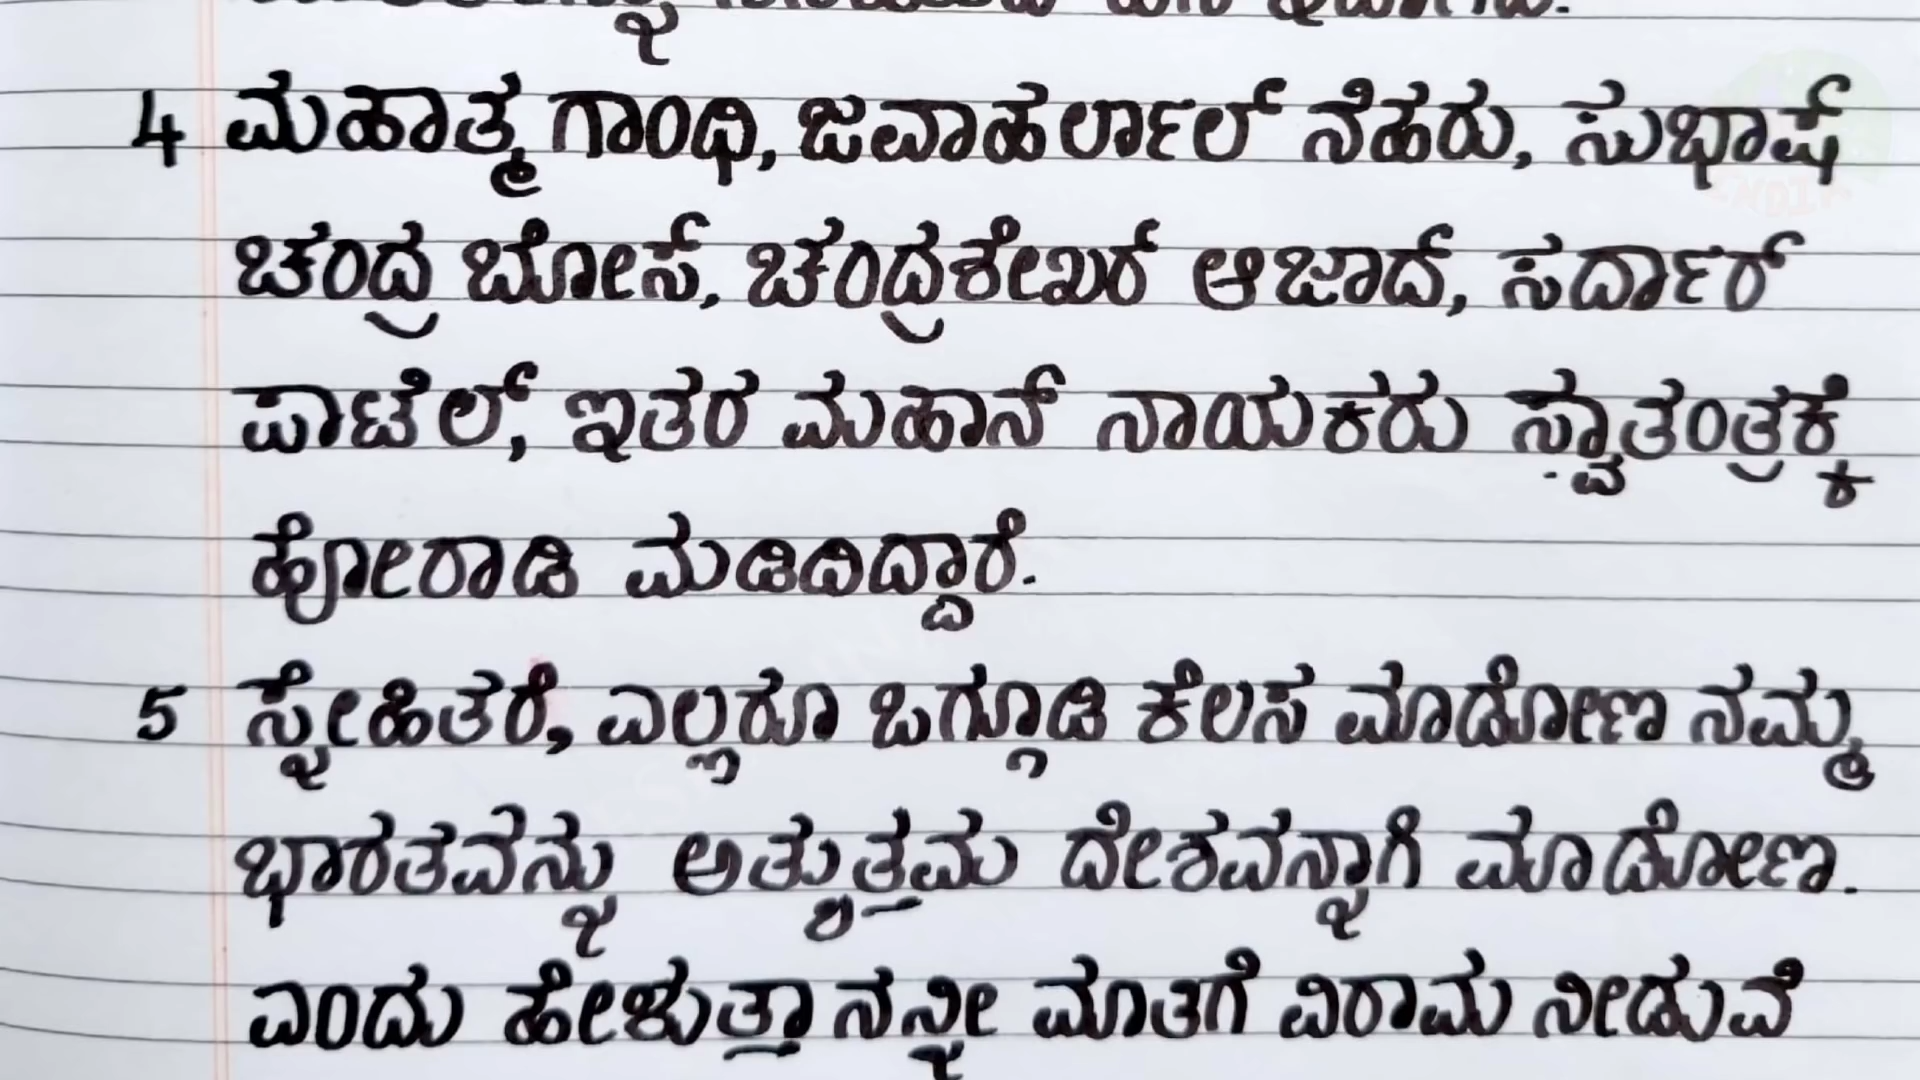 4 ಮಹಾತ್ಮ ಗಾಂಧಿ, ಜವಾಹರ್ಲಾಲ್ ನೆಹರು, ಸುಭಾಷ್
ಚಂದ್ರ ಬೋಸ್, ಚಂದ್ರಶೇಖರ್ ಆಜಾದ್, ಸರ್ದಾರ್
ಪಾಟೆಲ್, ಇತರ ಮಹಾನ್ ನಾಯಕರು ಸ್ವಾತಂತ್ರಕ್ಕೆ
ಹೋರಾಡಿ ಮಡಿದಿದ್ದಾರೆ.
5 ಸ್ನೇಹಿತರೆ, ಎಲ್ಲರೂ ಒಗ್ಗೂಡಿ ಕೆಲಸ ಮಾಡೋಣ ನಮ್ಮ
ಭಾರತವನ್ನು ಅತ್ಯುತ್ತಮ ದೇಶವನ್ನಾಗಿ ಮಾಡೋಣ.
ಎಂದು ಹೇಳುತ್ತಾ ನನ್ನೀ ಮಾತಿಗೆ ವಿರಾಮ ನೀಡುವೆ